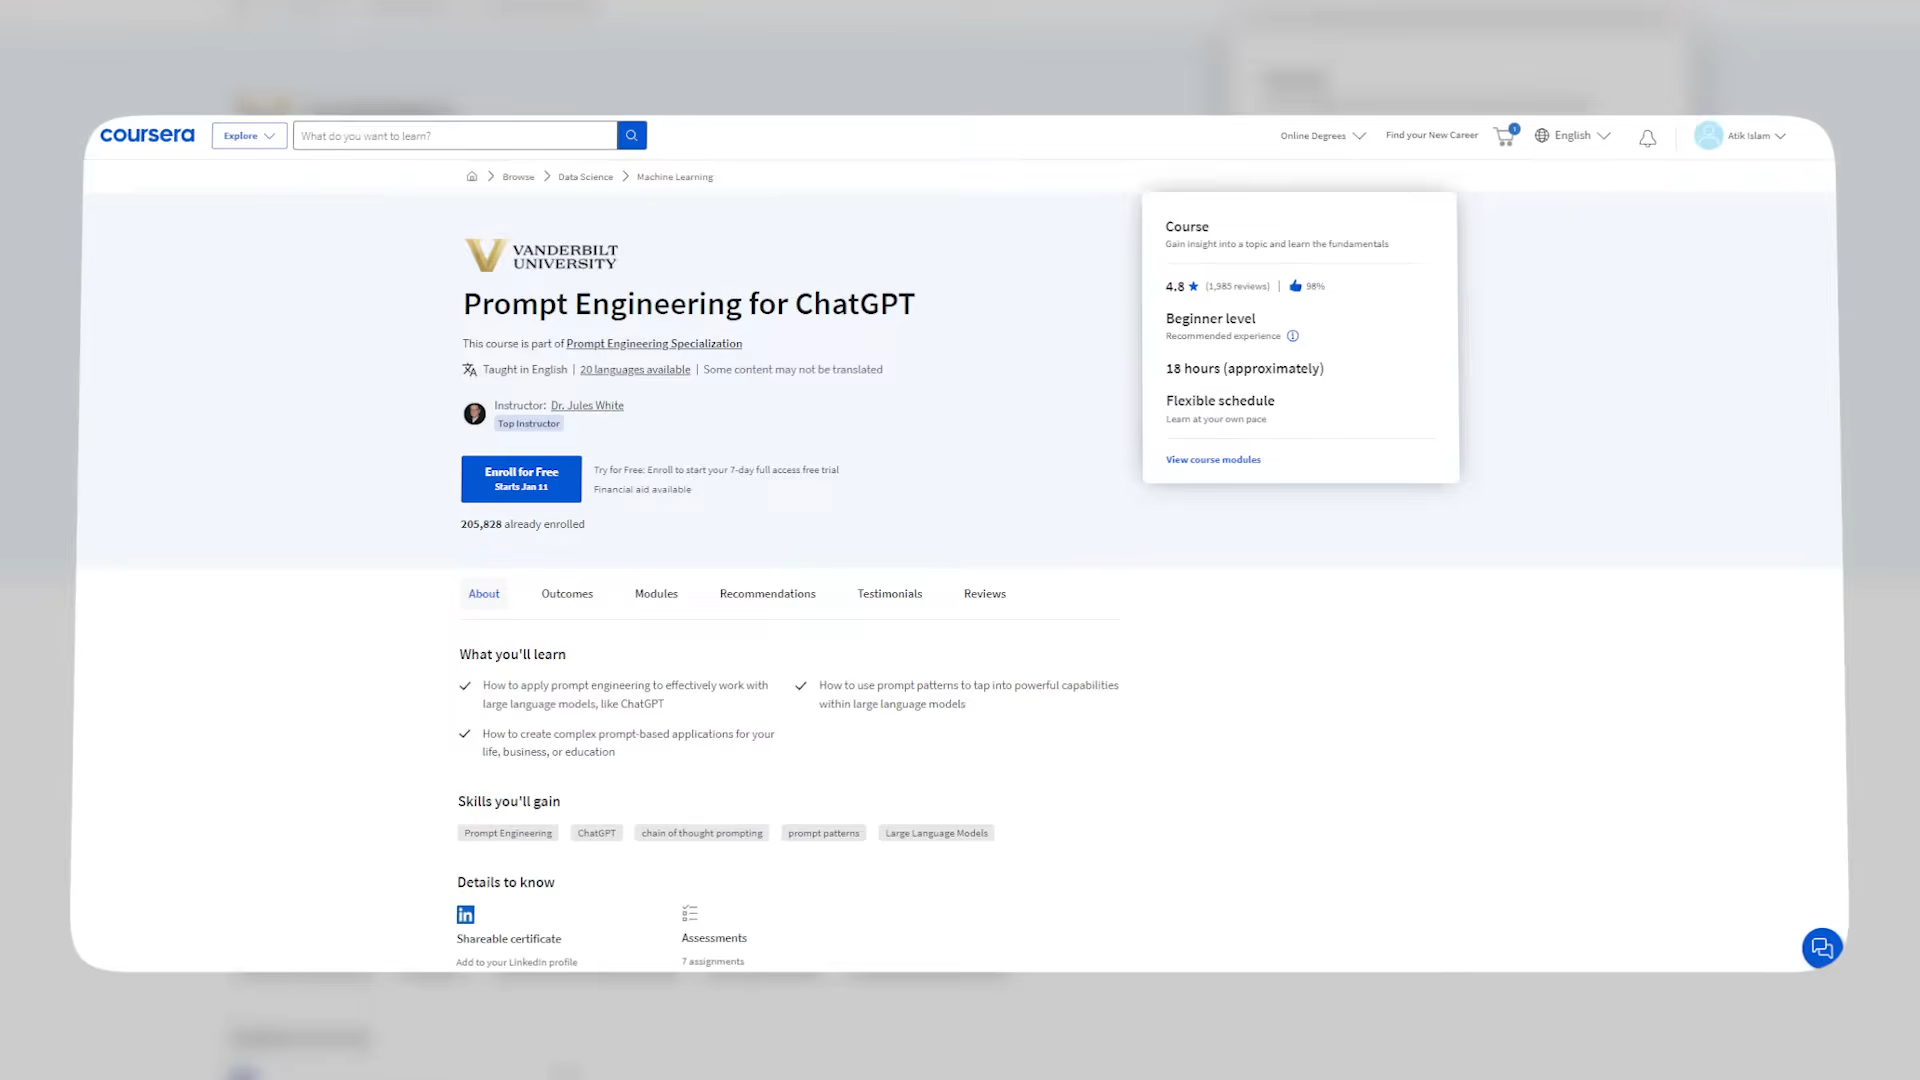 coursera
Explore
What do you want to learn?
Online Degrees
Find your New Career
1
English
Atik Islam
Browse
Data Science
Machine Learning
VANDERBILT
UNIVERSITY
Prompt Engineering for ChatGPT
This course is part of Prompt Engineering Specialization
Taught in English | 20 languages available | Some content may not be translated
Instructor: Dr. Jules White
Top Instructor
Enroll for Free
Starts Jan 11
Try for Free: Enroll to start your 7-day full access free trial
Financial aid available
205,828 already enrolled
Course
Gain insight into a topic and learn the fundamentals
4.8 (1,985 reviews) | 98%
Beginner level
Recommended experience
18 hours (approximately)
Flexible schedule
Learn at your own pace
View course modules
About
Outcomes
Modules
Recommendations
Testimonials
Reviews
What you'll learn
How to apply prompt engineering to effectively work with
large language models, like ChatGPT
How to use prompt patterns to tap into powerful capabilities
within large language models
How to create complex prompt-based applications for your
life, business, or education
Skills you'll gain
Prompt Engineering
ChatGPT
chain of thought prompting
prompt patterns
Large Language Models
Details to know
in
Shareable certificate
Add to your LinkedIn profile
Assessments
7 assignments